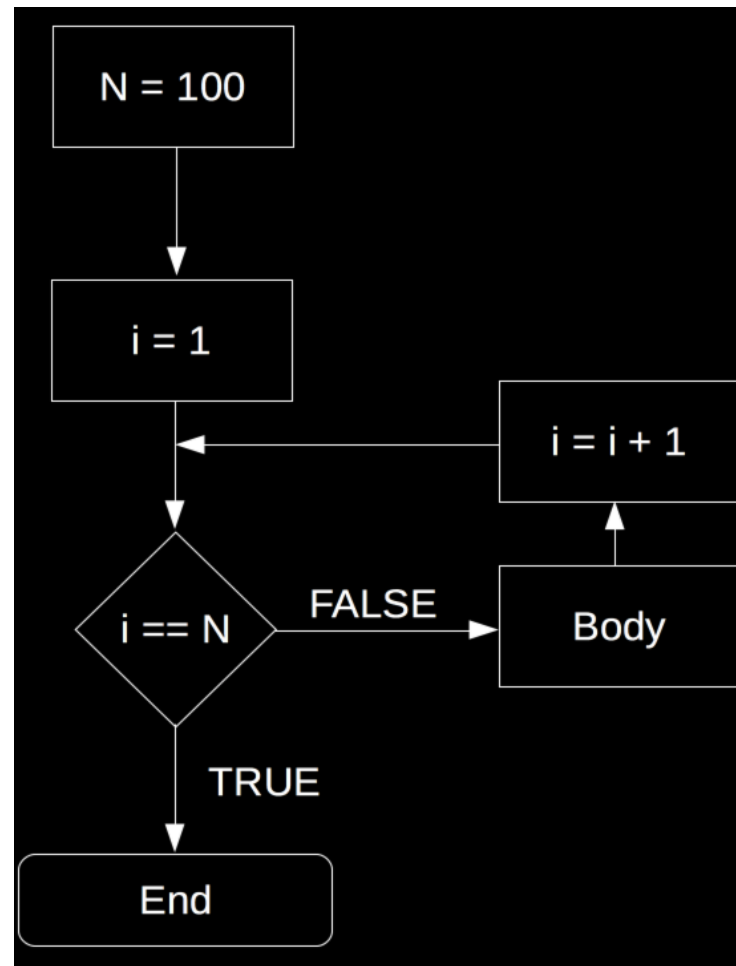 N = 100
i = 1
i = i + 1
i == N
FALSE
Body
TRUE
End